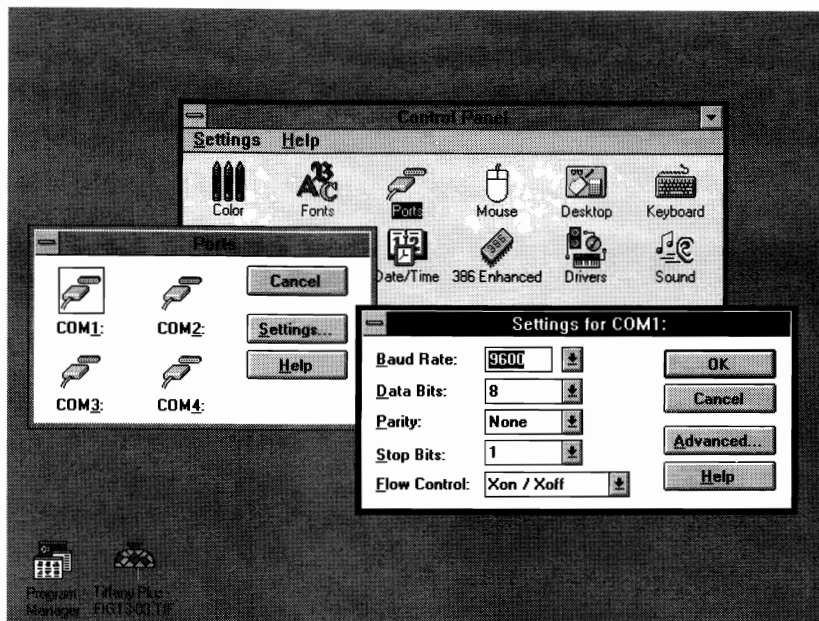 Control Panel
Settings Help
Color Fonts Ports Mouse Desktop Keyboard
Date/Time 386 Enhanced Drivers Sound
Ports
Cancel
COM1: COM2: Settings...
Help
COM3: COM4:
Settings for COM1:
Baud Rate: 9600 OK
Data Bits: 8 Cancel
Parity: None
Advanced...
Stop Bits: 1
Flow Control: Xon / Xoff Help
Program Manager
Tiffany Plus - FIG13-03.TIF